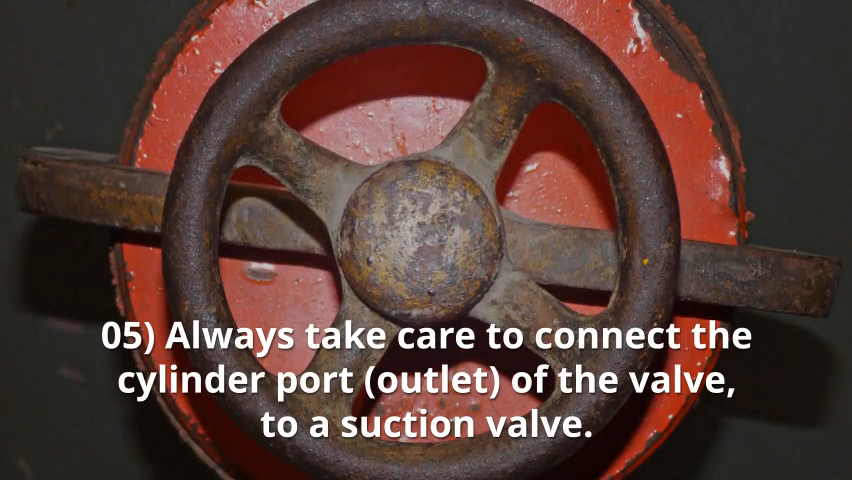 05) Always take care to connect the
cylinder port (outlet) of the valve,
to a suction valve.